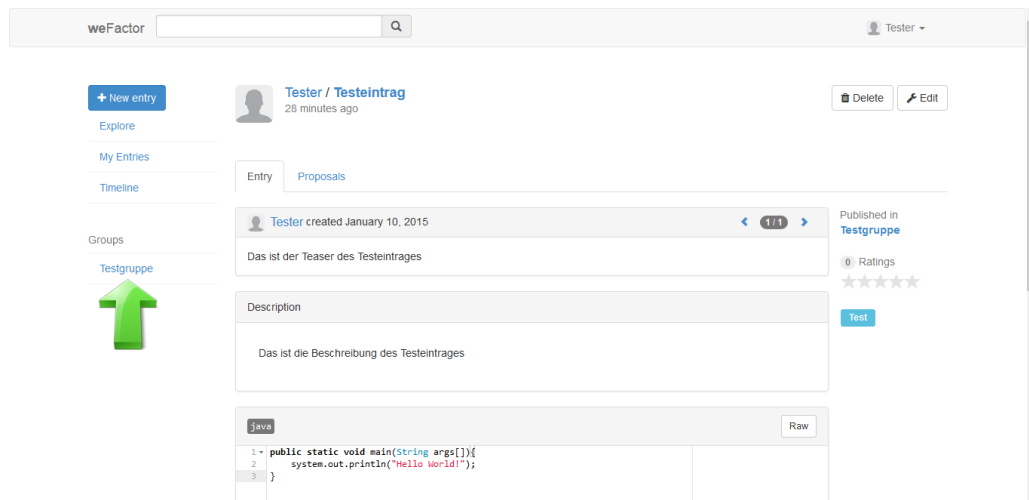 weFactor
Tester
New entry
Explore
My Entries
Timeline
Groups
Testgruppe
Tester / Testeintrag
28 minutes ago
Delete
Edit
Entry
Proposals
Tester created January 10, 2015
1 / 1
Das ist der Teaser des Testeintrages
Description
Das ist die Beschreibung des Testeintrages
java
Raw
1 public static void main(String args[]){
2 system.out.println("Hello World!");
3 }
Published in
Testgruppe
0 Ratings
Test